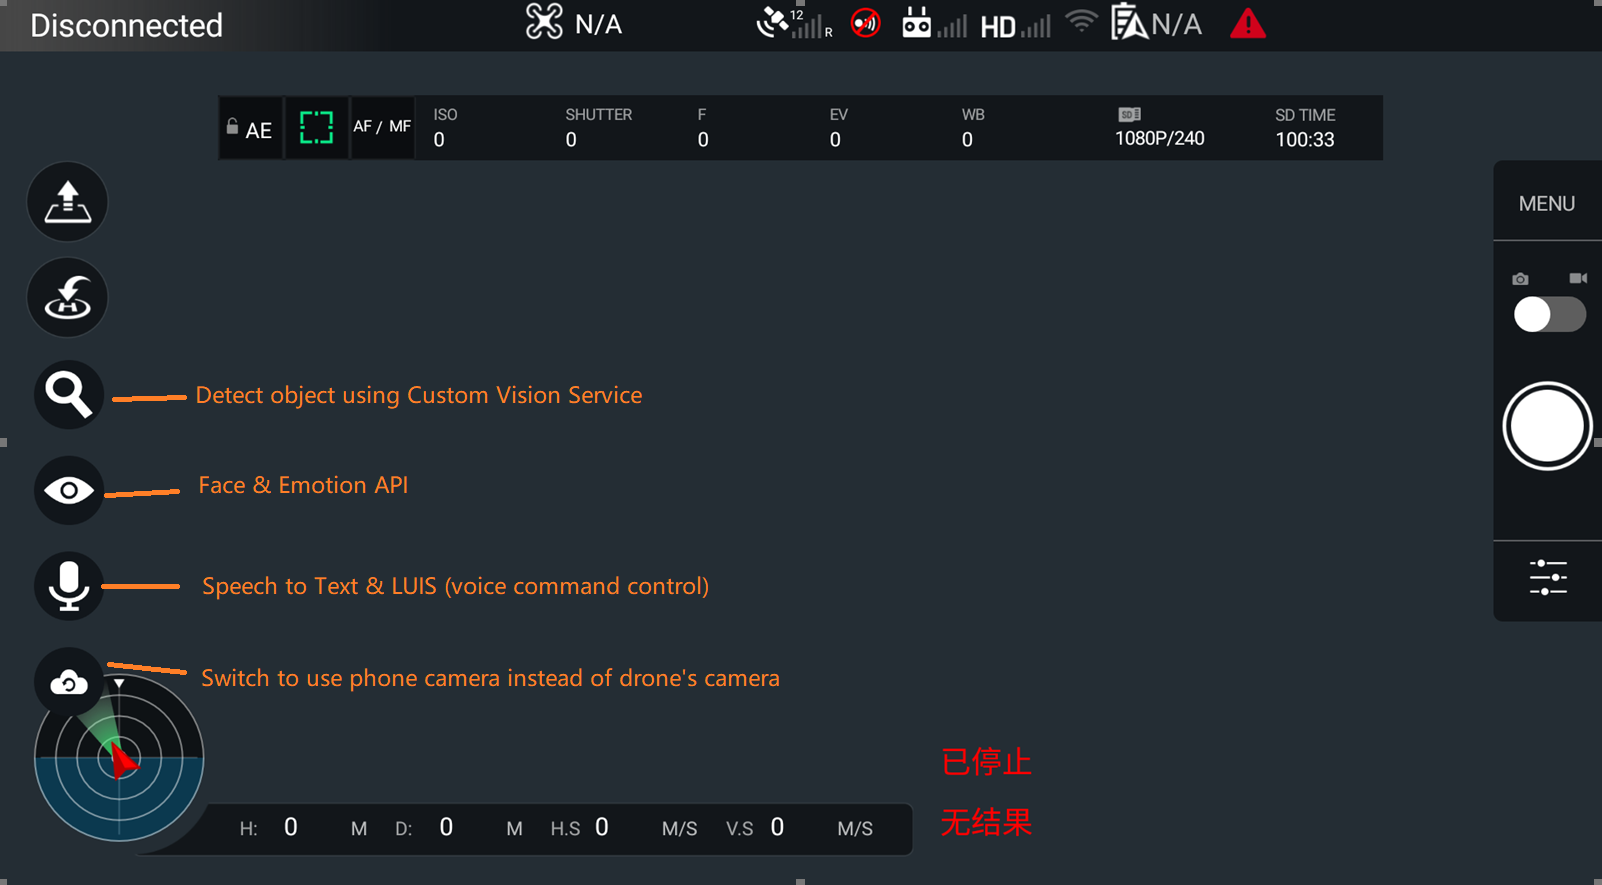 Disconnected N/A 12 R HD N/A
AE AF / MF ISO SHUTTER F EV WB SD SD TIME
0 0 0 0 0 1080P/240 100:33
MENU
Detect object using Custom Vision Service
Face & Emotion API
Speech to Text & LUIS (voice command control)
Switch to use phone camera instead of drone's camera
已停止
无结果
H: 0 M D: 0 M H.S 0 M/S V.S 0 M/S